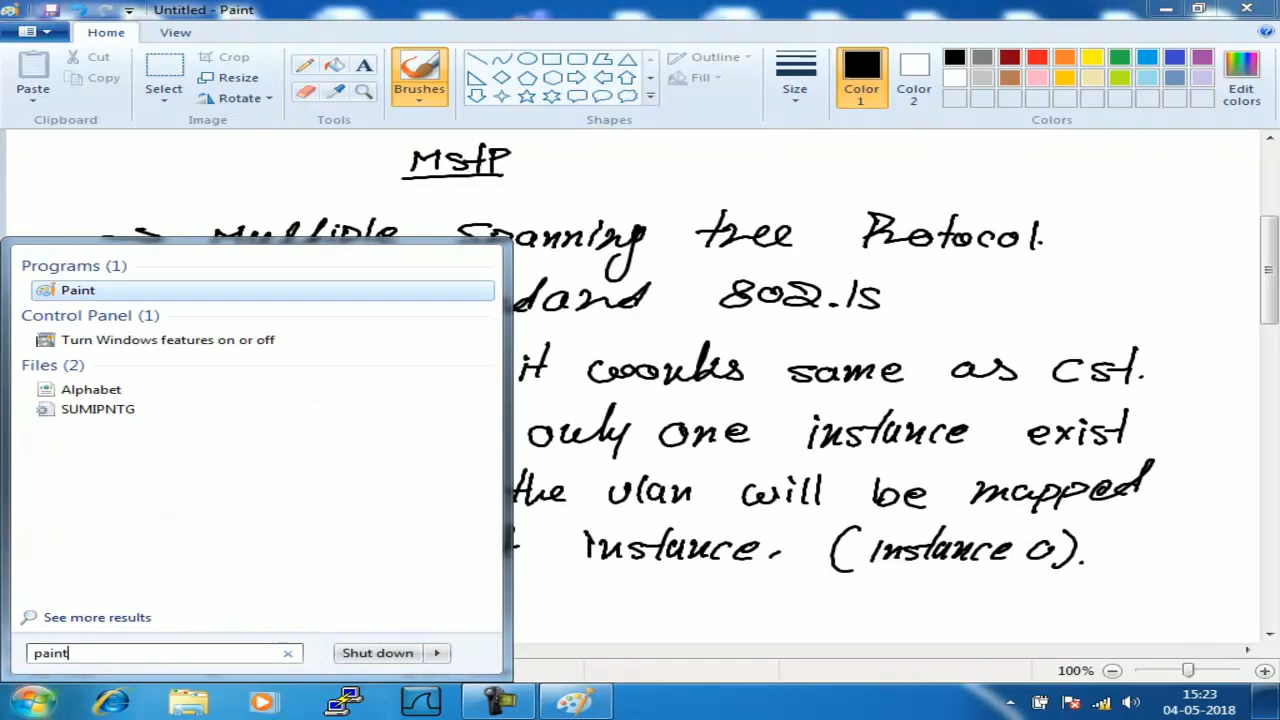 Untitled - Paint
Home
View
Paste
Cut
Copy
Clipboard
Select
Crop
Resize
Rotate
Image
Tools
Brushes
Shapes
Outline
Fill
Size
Color 1
Color 2
Edit colors
Colors
MstP
-> Multiple Spanning tree Protocol.
802.1s
it works same as Cst.
only one instance exist
the vlan will be mapped
instance. (instance 0).
Programs (1)
Paint
Control Panel (1)
Turn Windows features on or off
Files (2)
Alphabet
SUMIPNTG
See more results
paint
Shut down
100%
15:23
04-05-2018